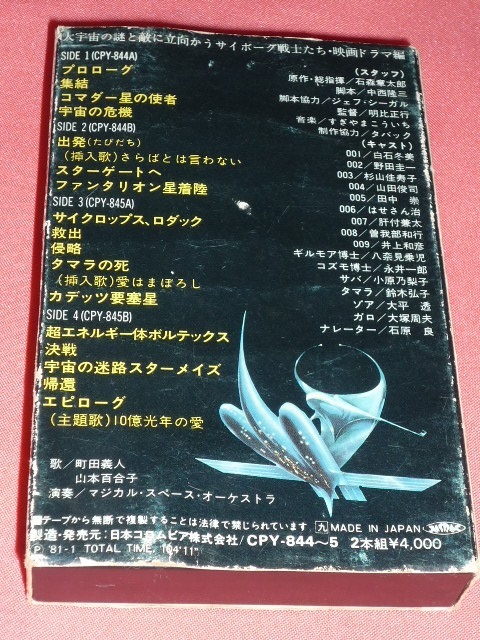 大宇宙の謎と敵に立向かうサイボーグ戦士たち・映画ドラマ編
SIDE 1 (CPY-844A)
プロローグ
集結
コマダー星の使者
宇宙の危機
SIDE 2 (CPY-844B)
出発(たびだち)
(挿入歌)さらばとは言わない
スターゲートへ
ファンタリオン星着陸
SIDE 3 (CPY-845A)
サイクロップス、ロダック
救出
侵略
タマラの死
(挿入歌)愛はまぼろし
カデッツ要塞星
SIDE 4 (CPY-845B)
超エネルギー体ボルテックス
決戦
宇宙の迷路スターメイズ
帰還
エピローグ
(主題歌)10億光年の愛
(スタッフ)
原作・総指揮/石森章太郎
脚本/中西隆三
脚本協力/ジェフ・シーガル
監督/明比正行
音楽/すぎやまこういち
制作協力/タバック
(キャスト)
001/白石冬美
002/野田圭一
003/杉山佳寿子
004/山田俊司
005/田中 崇
006/はせさん治
007/肝付兼太
008/曽我部和行
009/井上和彦
ギルモア博士/八奈見乗児
コズモ博士/永井一郎
サバ/小原乃梨子
タマラ/鈴木弘子
ゾア/大平 透
ガロ/大塚周夫
ナレーター/石原 良
歌/町田義人
山本百合子
演奏/マジカル・スペース・オーケストラ
■テープから無断で複製することは法律で禁じられています 九 MADE IN JAPAN
製造・発売元:日本コロムビア株式会社/CPY-844〜5 2本組¥4,000
P '81-1 TOTAL TIME 104'11"